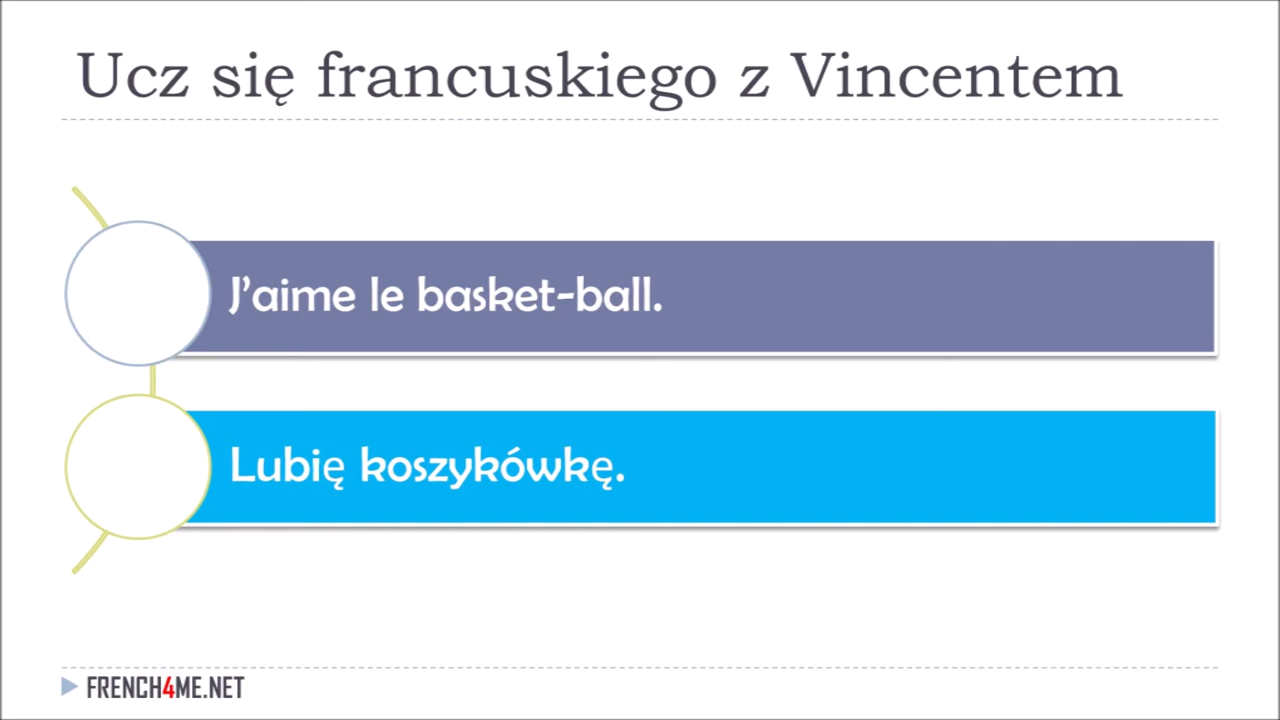 Ucz się francuskiego z Vincentem
J'aime le basket-ball.
Lubię koszykówkę.
FRENCH4ME.NET